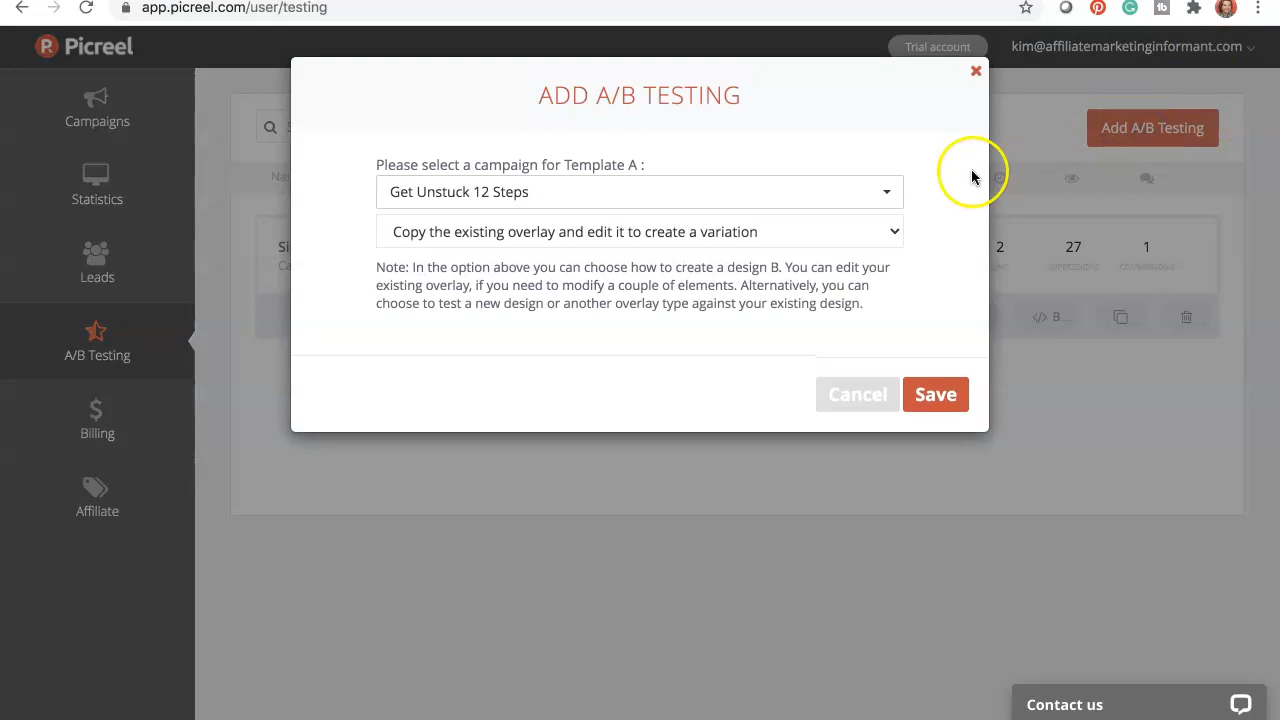 app.picreel.com/user/testing
Picreel
Trial account
kim@affiliatemarketinginformant.com
Campaigns
Statistics
Leads
A/B Testing
Billing
Affiliate
Add A/B Testing
ADD A/B TESTING
Please select a campaign for Template A :
Get Unstuck 12 Steps
Copy the existing overlay and edit it to create a variation
Note: In the option above you can choose how to create a design B. You can edit your
existing overlay, if you need to modify a couple of elements. Alternatively, you can
choose to test a new design or another overlay type against your existing design.
Cancel
Save
2
27
1
IMPRESSIONS
CONVERSIONS
</> B...
Contact us